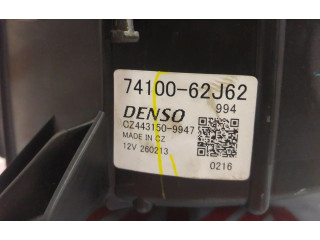 74100-62J62
994
DENSO
CZ443150-9947
MADE IN CZ
12V 260213
0216